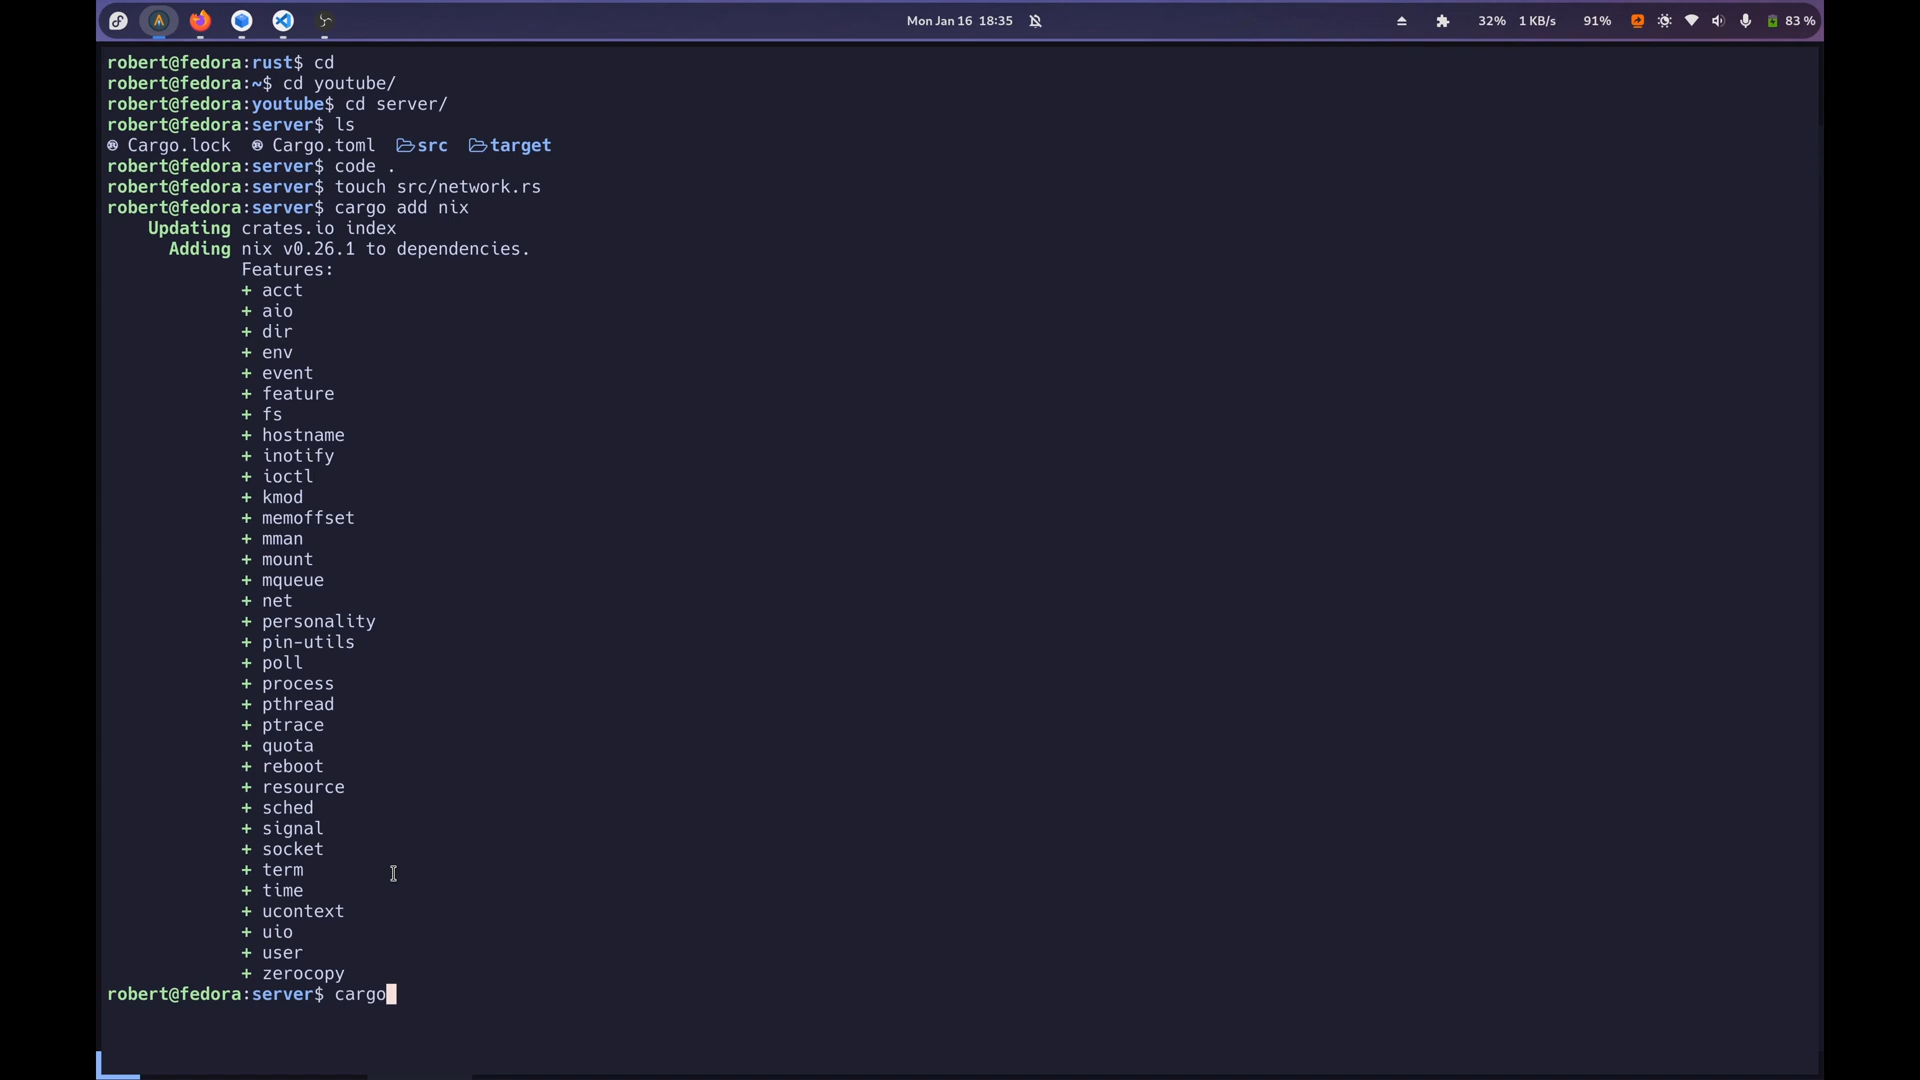 Mon Jan 16 18:35
32% 1 KB/s 91% 83 %
robert@fedora:rust$ cd
robert@fedora:~$ cd youtube/
robert@fedora:youtube$ cd server/
robert@fedora:server$ ls
Cargo.lock Cargo.toml src target
robert@fedora:server$ code .
robert@fedora:server$ touch src/network.rs
robert@fedora:server$ cargo add nix
Updating crates.io index
Adding nix v0.26.1 to dependencies.
Features:
+ acct
+ aio
+ dir
+ env
+ event
+ feature
+ fs
+ hostname
+ inotify
+ ioctl
+ kmod
+ memoffset
+ mman
+ mount
+ mqueue
+ net
+ personality
+ pin-utils
+ poll
+ process
+ pthread
+ ptrace
+ quota
+ reboot
+ resource
+ sched
+ signal
+ socket
+ term
+ time
+ ucontext
+ uio
+ user
+ zerocopy
robert@fedora:server$ cargo